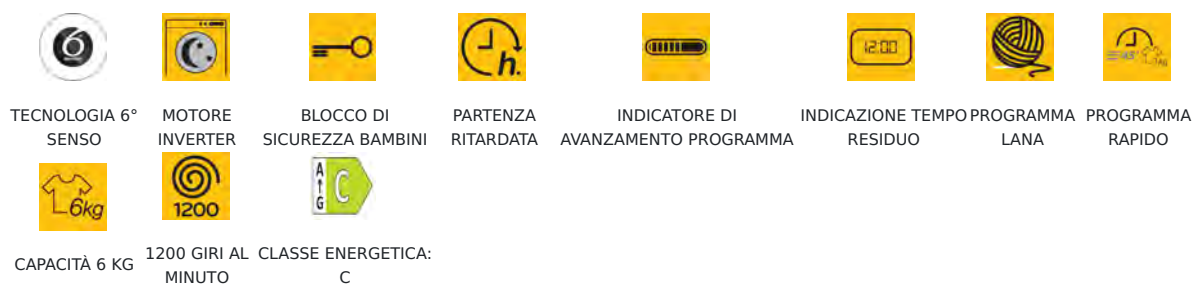 6
h.
12:00
TECNOLOGIA 6°
SENSO
MOTORE
INVERTER
BLOCCO DI
SICUREZZA BAMBINI
PARTENZA
RITARDATA
INDICATORE DI
AVANZAMENTO PROGRAMMA
INDICAZIONE TEMPO
RESIDUO
PROGRAMMA
LANA
PROGRAMMA
RAPIDO
6kg
1200
A
G
C
CAPACITÀ 6 KG
1200 GIRI AL
MINUTO
CLASSE ENERGETICA:
C